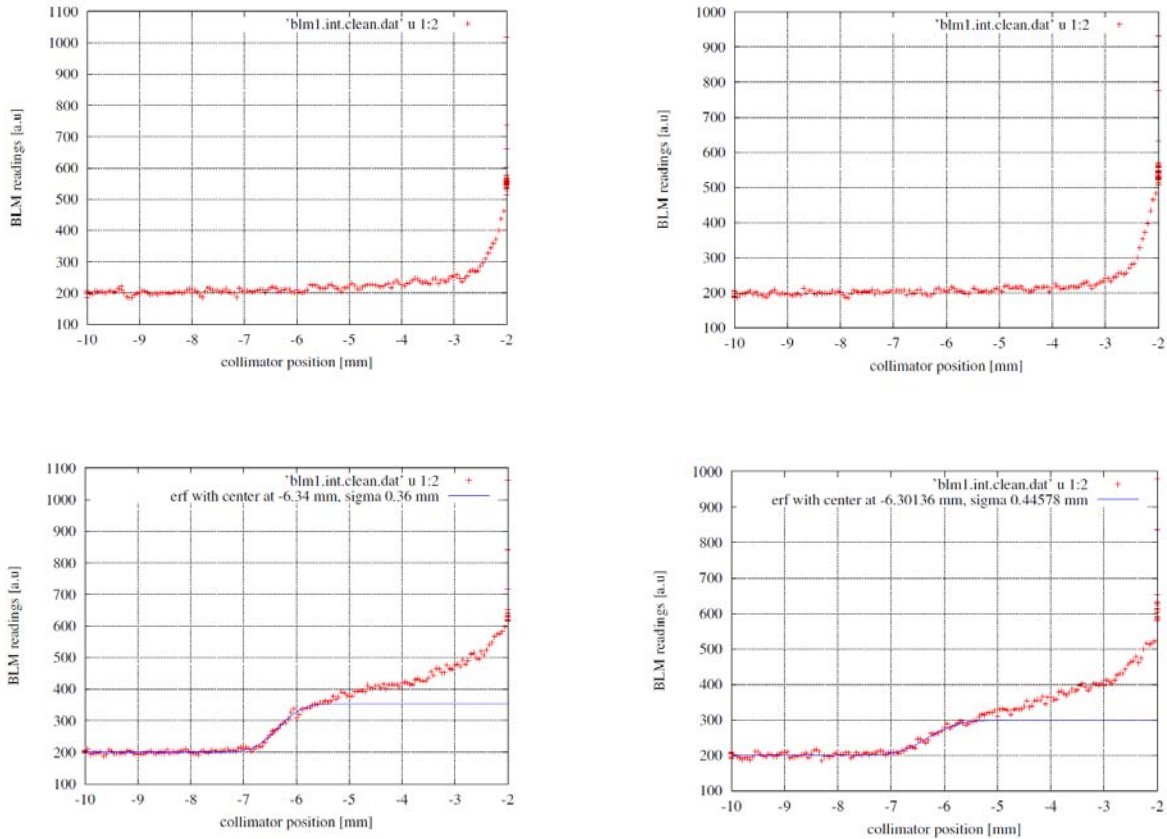 'blm1.int.clean.dat' u 1:2
1100
1000
900
800
700
600
500
400
300
200
100
BLM readings [a.u]
-10 -9 -8 -7 -6 -5 -4 -3 -2
collimator position [mm]
'blm1.int.clean.dat' u 1:2
1000
900
800
700
600
500
400
300
200
100
BLM readings [a.u]
-10 -9 -8 -7 -6 -5 -4 -3 -2
collimator position [mm]
'blm1.int.clean.dat' u 1:2
erf with center at -6.34 mm, sigma 0.36 mm
1100
1000
900
800
700
600
500
400
300
200
100
BLM readings [a.u]
-10 -9 -8 -7 -6 -5 -4 -3 -2
collimator position [mm]
'blm1.int.clean.dat' u 1:2
erf with center at -6.30136 mm, sigma 0.44578 mm
1000
900
800
700
600
500
400
300
200
100
BLM readings [a.u]
-10 -9 -8 -7 -6 -5 -4 -3 -2
collimator position [mm]